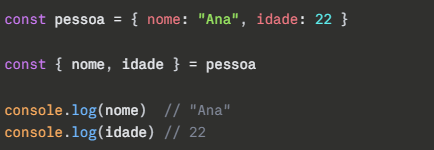 const pessoa = { nome: "Ana", idade: 22 }
const { nome, idade } = pessoa
console.log(nome)  // "Ana"
console.log(idade) // 22